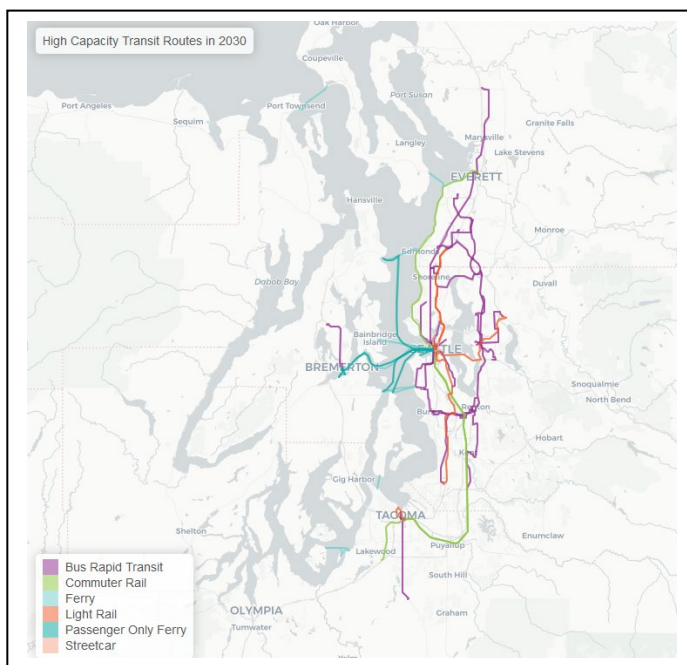 High Capacity Transit Routes in 2030
Oak Harbor
Coupeville
Port Susan
Port Angeles
Port Townsend
Sequim
Granite Falls
Marysville
Langley
Lake Stevens
EVERETT
Hansville
Monroe
Edmonds
Dabob Bay
Shoreline
Duvall
Bainbridge
Island
SEATTLE
BREMERTON
Snoqualmie
North Bend
Renton
Hobart
Kent
Gig Harbor
TACOMA
Shelton
Enumclaw
Lakewood
Puyallup
South Hill
OLYMPIA
Graham
Tumwater
Yelm
Bus Rapid Transit
Commuter Rail
Ferry
Light Rail
Passenger Only Ferry
Streetcar